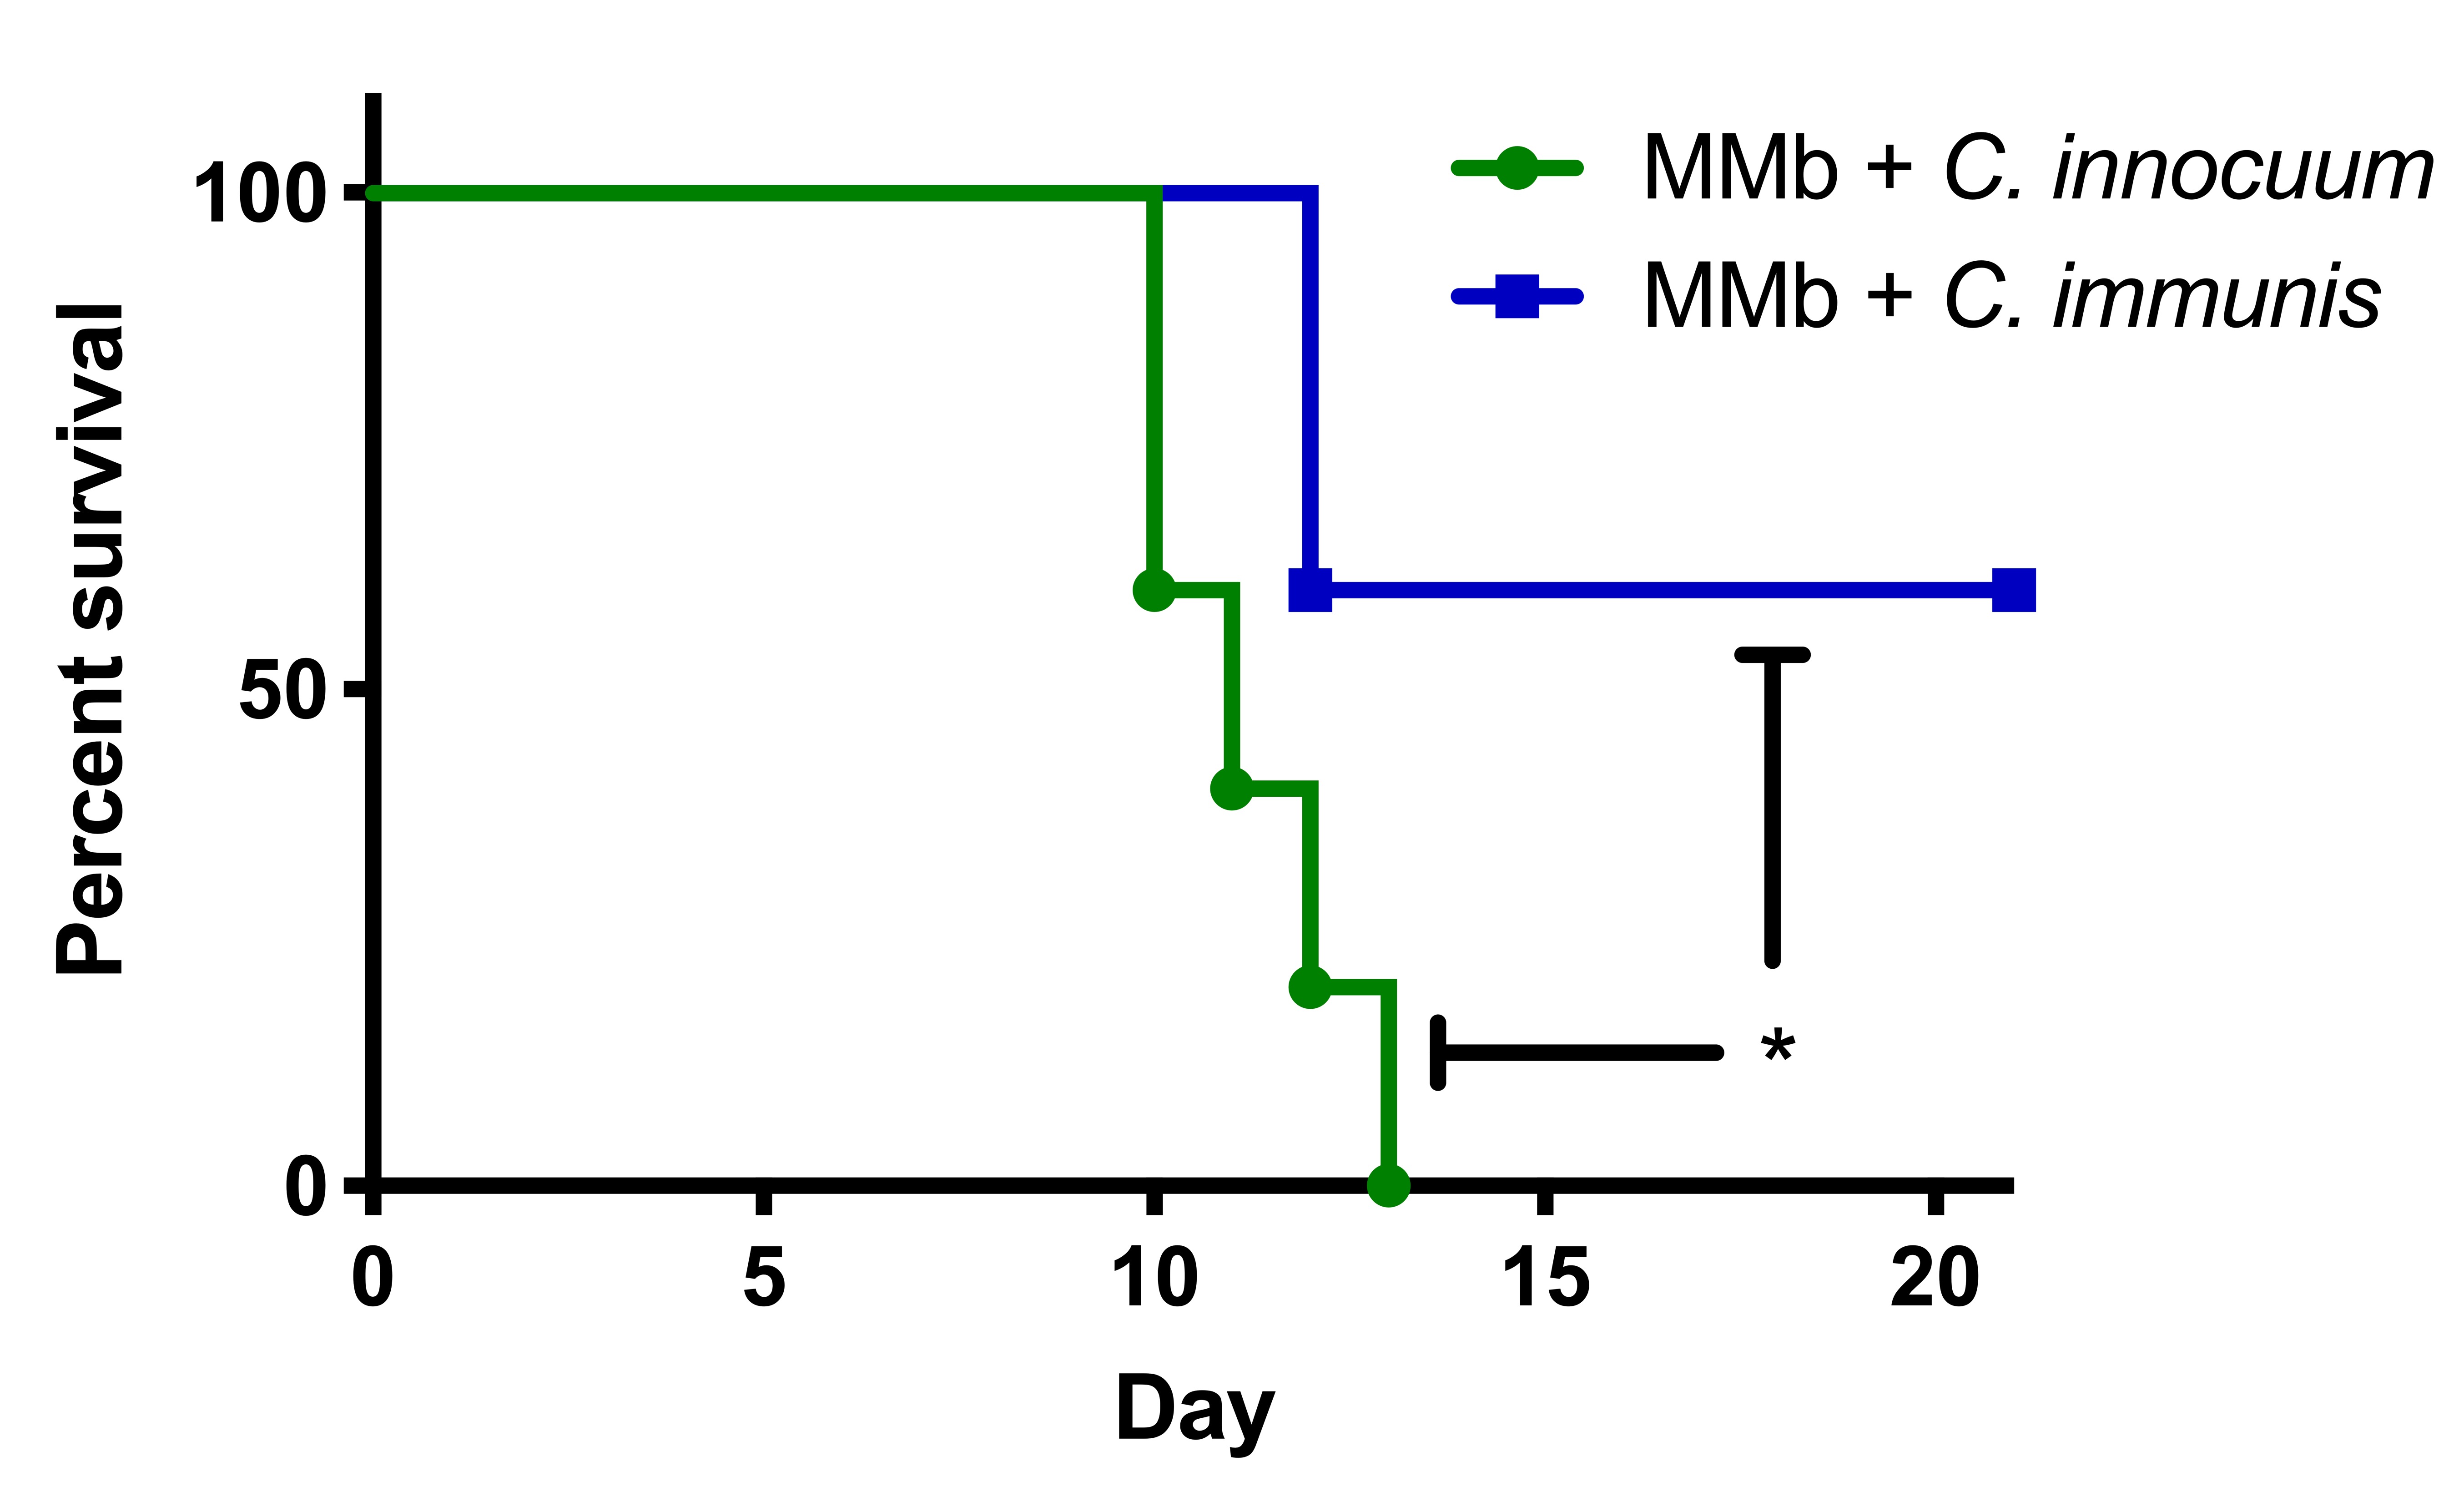 MMb + C. innocuum
MMb + C. immunis
Percent survival
100
50
0
*
0 5 10 15 20
Day